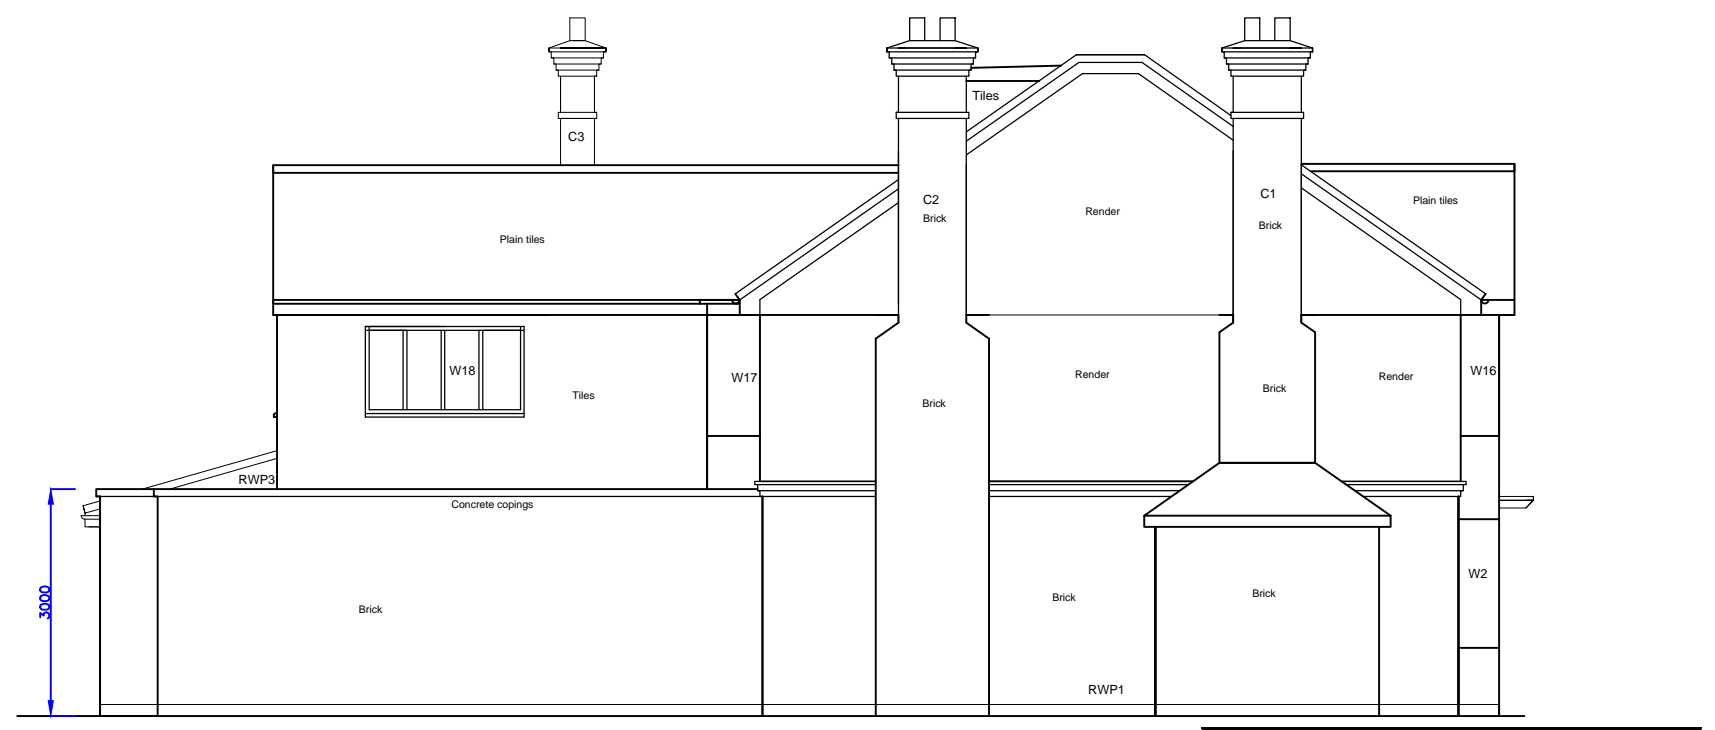 Tiles
C3
C2
Brick
C1
Brick
Plain tiles
Render
Plain tiles
W18
W17
Tiles
Render
Render
W16
Brick
Brick
RWP3
Concrete copings
W2
3000
Brick
Brick
Brick
RWP1